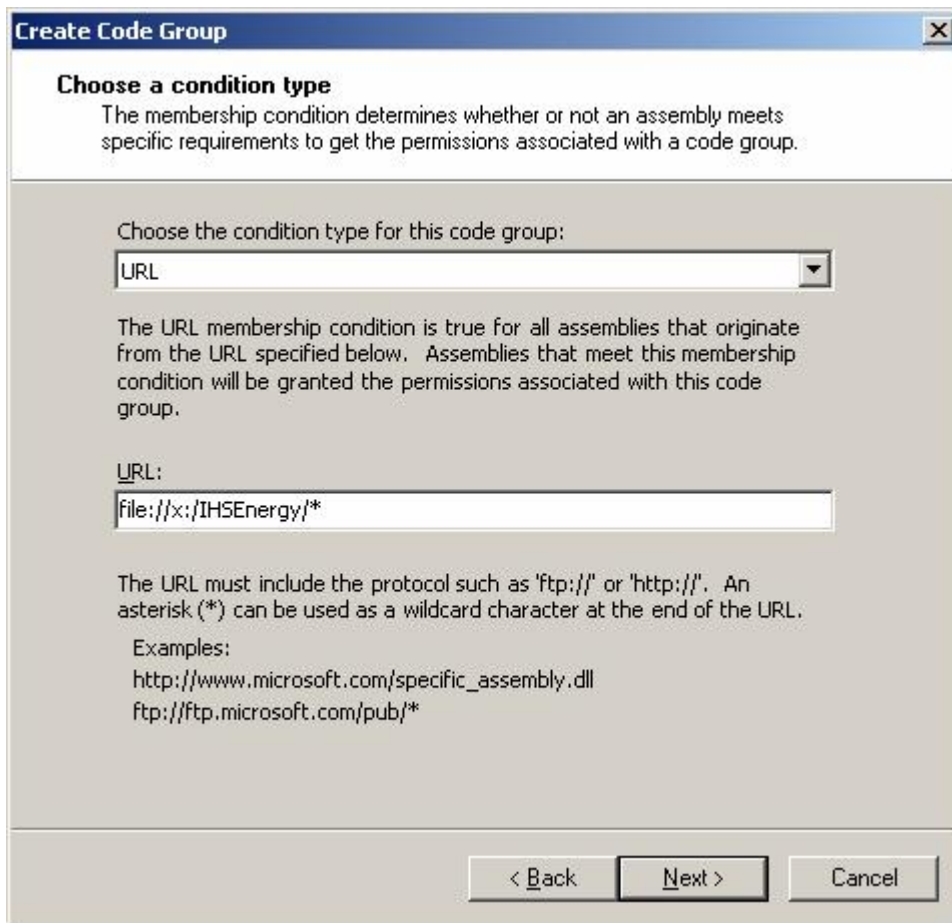 Create Code Group
Choose a condition type
The membership condition determines whether or not an assembly meets
specific requirements to get the permissions associated with a code group.
Choose the condition type for this code group:
URL
The URL membership condition is true for all assemblies that originate
from the URL specified below.  Assemblies that meet this membership
condition will be granted the permissions associated with this code
group.
URL:
file://x:/IHSEnergy/*
The URL must include the protocol such as 'ftp://' or 'http://'.  An
asterisk (*) can be used as a wildcard character at the end of the URL.
Examples:
http://www.microsoft.com/specific_assembly.dll
ftp://ftp.microsoft.com/pub/*
< Back
Next >
Cancel